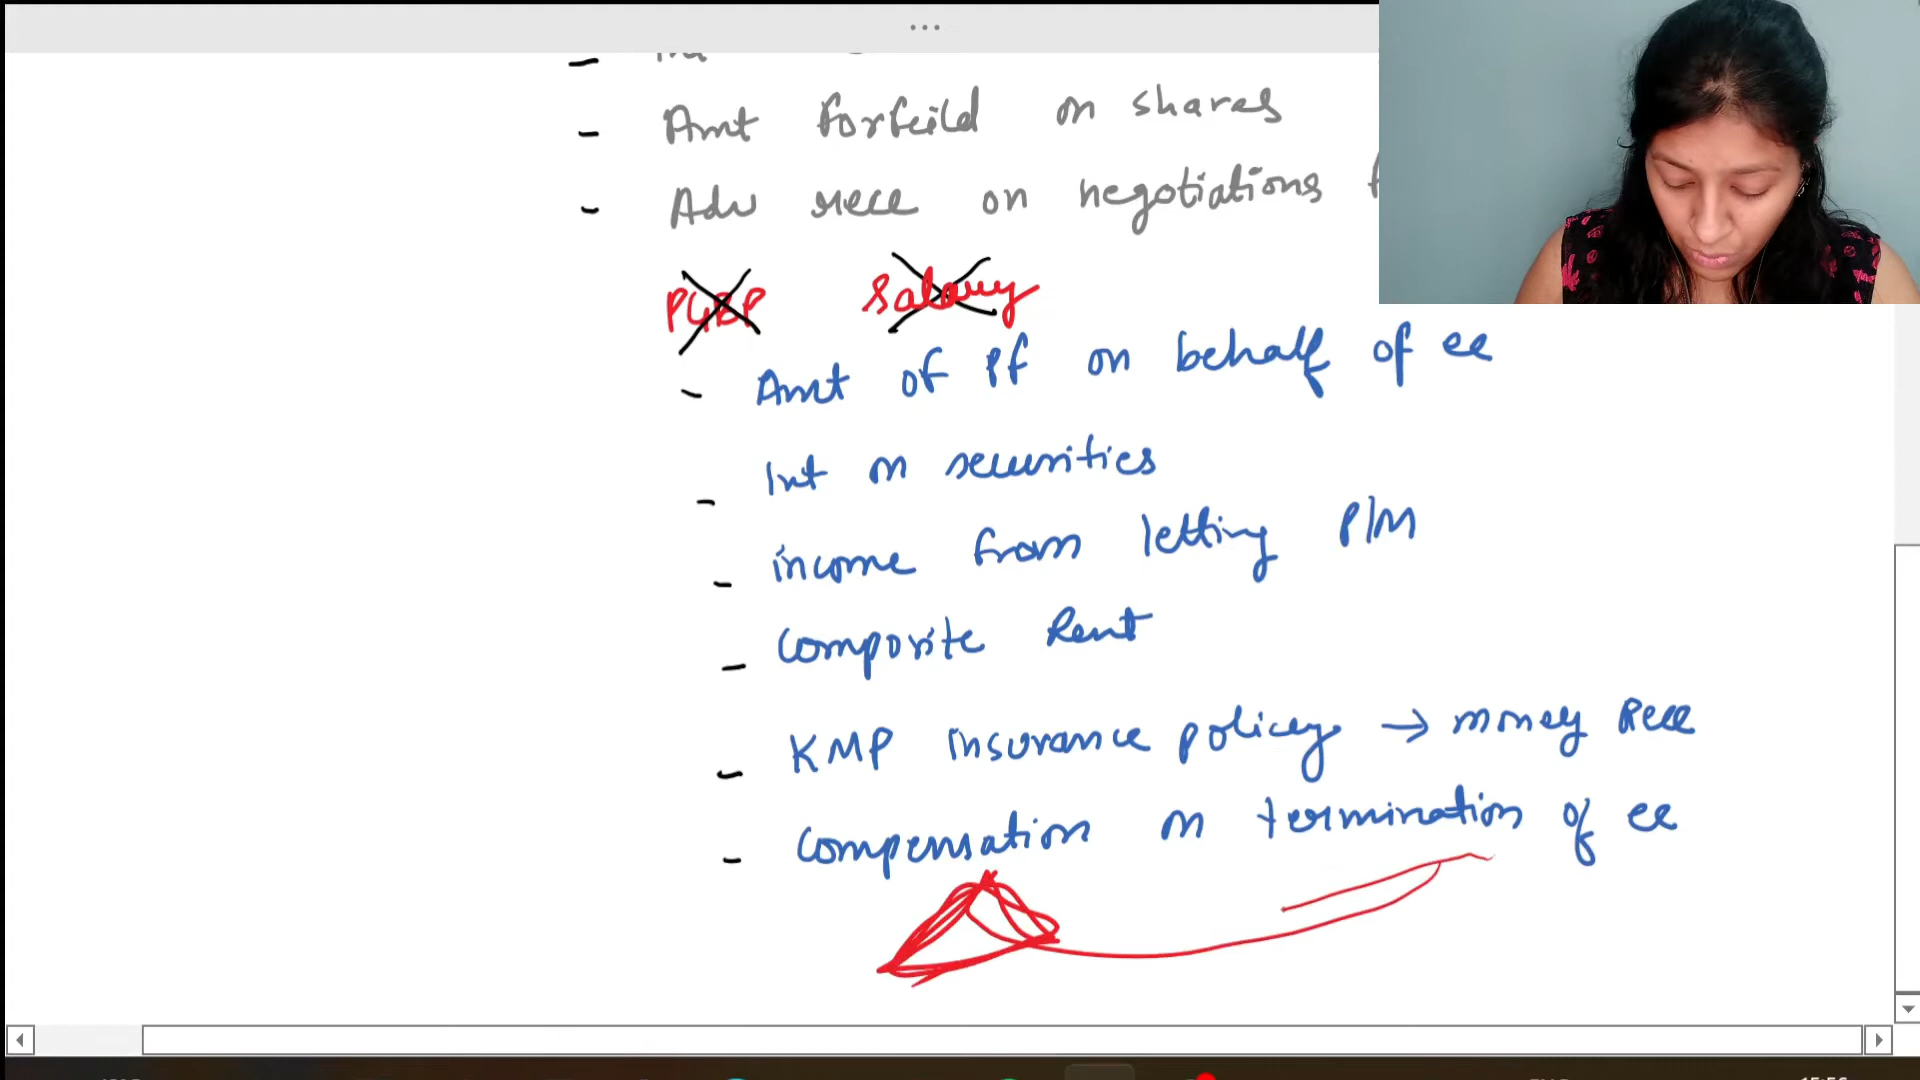 - Amt forfeild on shares
- Adv rece on negotiations
PGBP Salary
- Amt of Pf on behalf of ee
- Int on securities
- income from letting P/M
- Composite Rent
- KMP insurance policy → money Rece
- Compensation on termination of ee